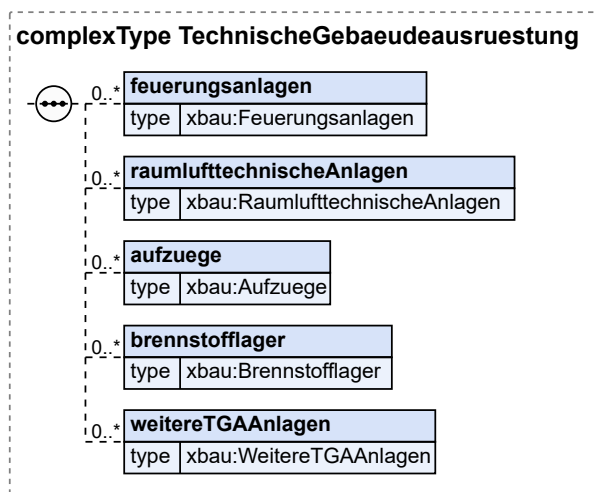 complexType TechnischeGebaeudeausruestung
0..* feuerungsanlagen
type xbau:Feuerungsanlagen
0..* raumlufttechnischeAnlagen
type xbau:RaumlufttechnischeAnlagen
0..* aufzuege
type xbau:Aufzuege
0..* brennstofflager
type xbau:Brennstofflager
0..* weitereTGAAnlagen
type xbau:WeitereTGAAnlagen